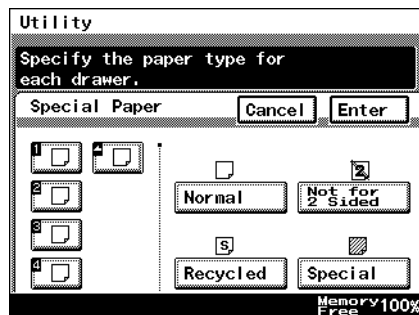 Utility
Specify the paper type for
each drawer.
Special Paper
Cancel
Enter
1
2
3
4
Normal
2
Not for
2 Sided
S
Recycled
Special
Memory
Free 100%